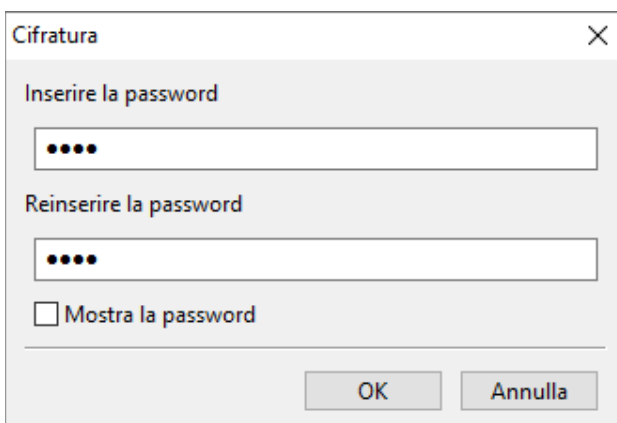 Cifratura
Inserire la password
••••
Reinserire la password
••••
Mostra la password
OK
Annulla